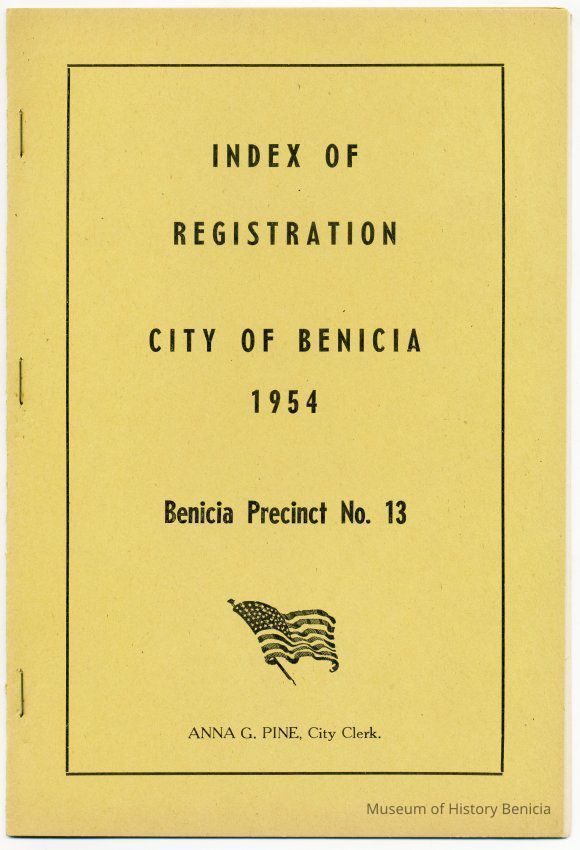 INDEX OF
REGISTRATION
CITY OF BENICIA
1954
Benicia Precinct No. 13
ANNA G. PINE, City Clerk.
Museum of History Benicia